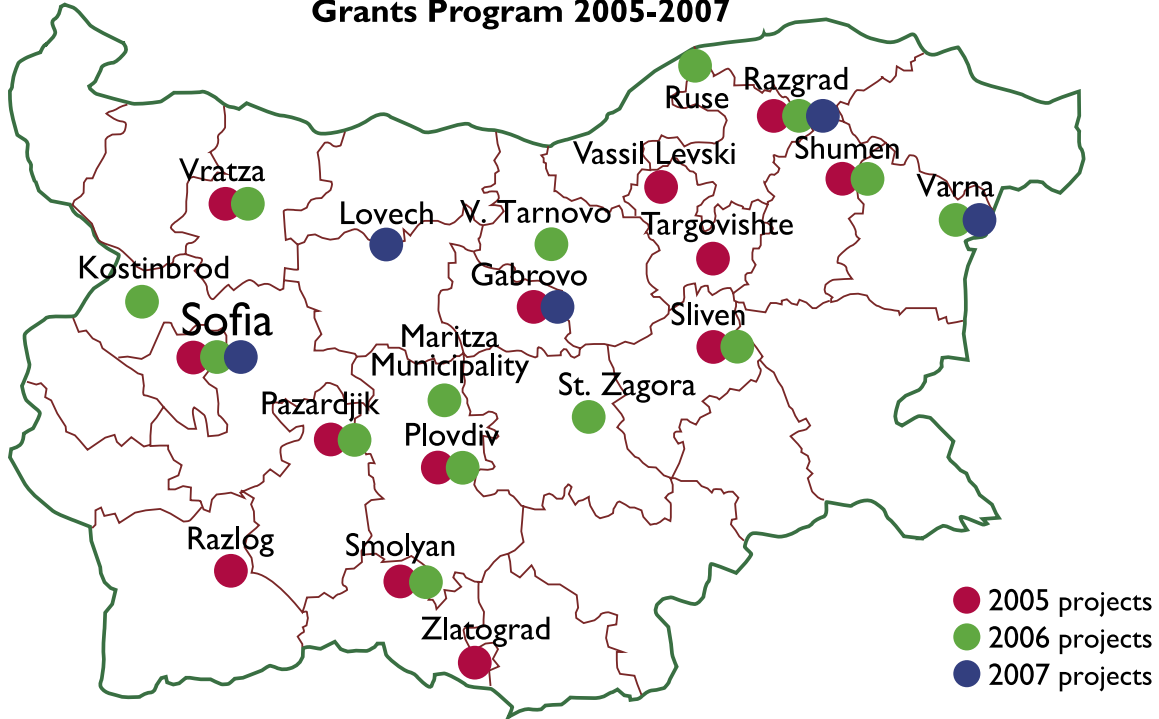 Grants Program 2005-2007
Ruse
Razgrad
Vassil Levski
Shumen
Vratza
Varna
Lovech
V. Tarnovo
Targovishte
Kostinbrod
Gabrovo
Sofia
Sliven
Maritza
Municipality
St. Zagora
Pazardjik
Plovdiv
Razlog
Smolyan
Zlatograd
2005 projects
2006 projects
2007 projects